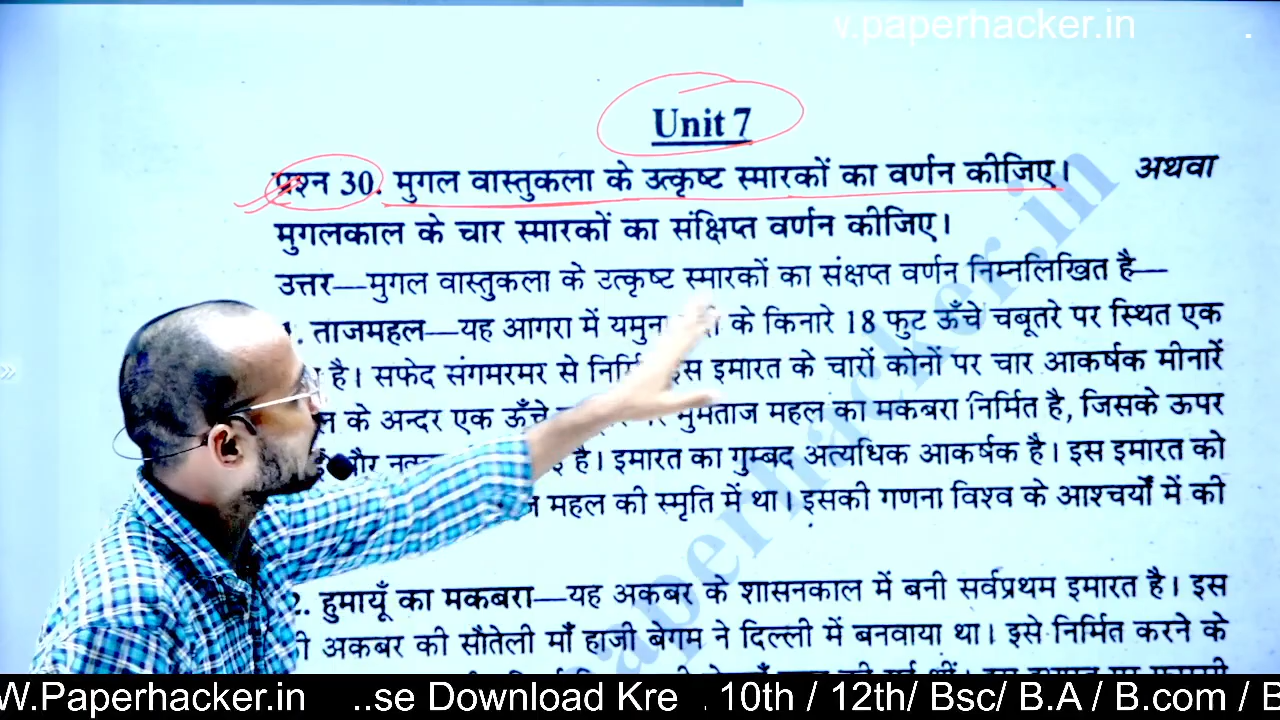 v.paperhacker.in
Unit 7
प्रश्न 30. मुगल वास्तुकला के उत्कृष्ट स्मारकों का वर्णन कीजिए। अथवा
मुगलकाल के चार स्मारकों का संक्षिप्त वर्णन कीजिए।
उत्तर—मुगल वास्तुकला के उत्कृष्ट स्मारकों का संक्षप्त वर्णन निम्नलिखित है—
ताजमहल—यह आगरा में यमुना के किनारे 18 फुट ऊँचे चबूतरे पर स्थित एक
है। सफेद संगमरमर से इस इमारत के चारों कोनों पर चार आकर्षक मीनारें
के अन्दर एक ऊँचे मुमताज महल का मकबरा निर्मित है, जिसके ऊपर
और है। इमारत का गुम्बद अत्यधिक आकर्षक है। इस इमारत को
महल की स्मृति में था। इसकी गणना विश्व के आश्चर्यों में की
2. हुमायूँ का मकबरा—यह अकबर के शासनकाल में बनी सर्वप्रथम इमारत है। इस
अकबर की सौतेली माँ हाजी बेगम ने दिल्ली में बनवाया था। इसे निर्मित करने के
paperhacker.in
W.Paperhacker.in ..se Download Kre . 10th / 12th/ Bsc/ B.A / B.com / B